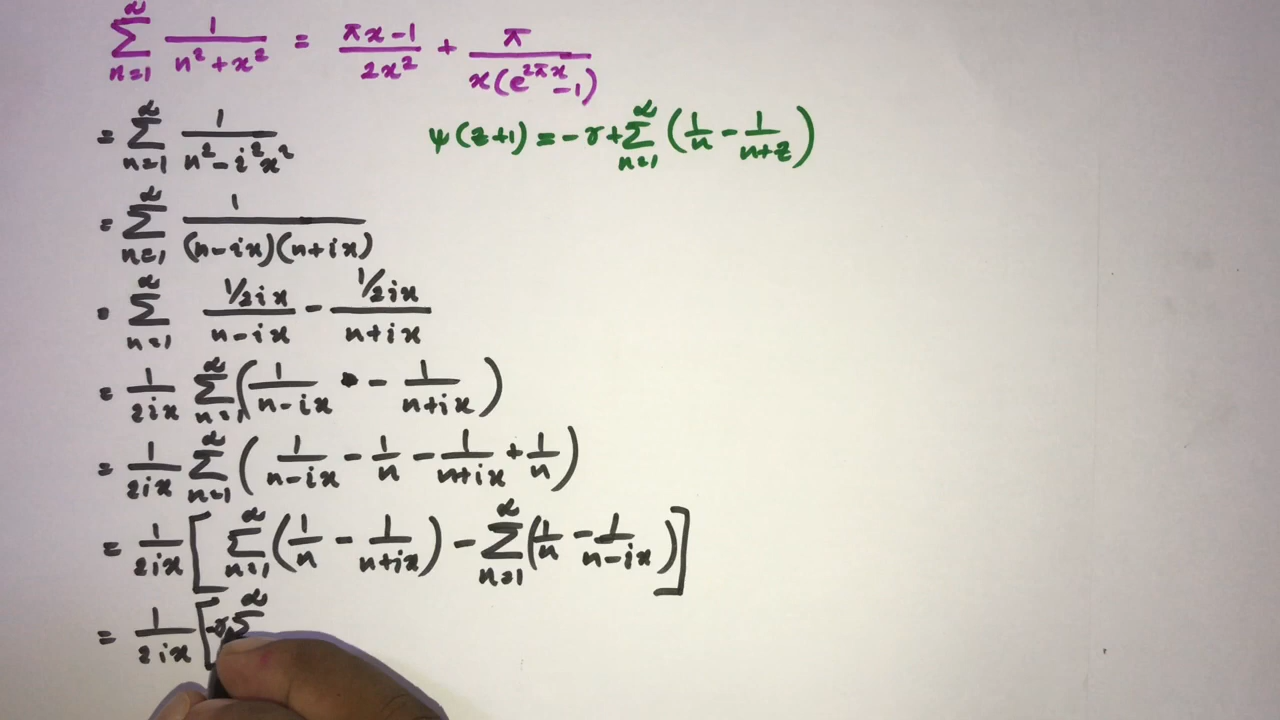 ∑_{n=1}^{∞} 1/(n²+x²) = (πx-1)/(2x²) + π/(x(e^{2πx}-1))
= ∑_{n=1}^{∞} 1/(n²-i²x²)   ψ(z+1) = -γ+∑_{n=1}^{∞} (1/n - 1/(n+z))
= ∑_{n=1}^{∞} 1/((n-ix)(n+ix))
= ∑_{n=1}^{∞} (1/2ix)/(n-ix) - (1/2ix)/(n+ix)
= 1/(2ix) ∑_{n=1}^{∞} (1/(n-ix) - 1/(n+ix))
= 1/(2ix) ∑_{n=1}^{∞} (1/(n-ix) - 1/n - 1/(n+ix) + 1/n)
= 1/(2ix) [∑_{n=1}^{∞} (1/n - 1/(n+ix)) - ∑_{n=1}^{∞} (1/n - 1/(n-ix))]
= 1/(2ix) [-γ+∑^{∞}